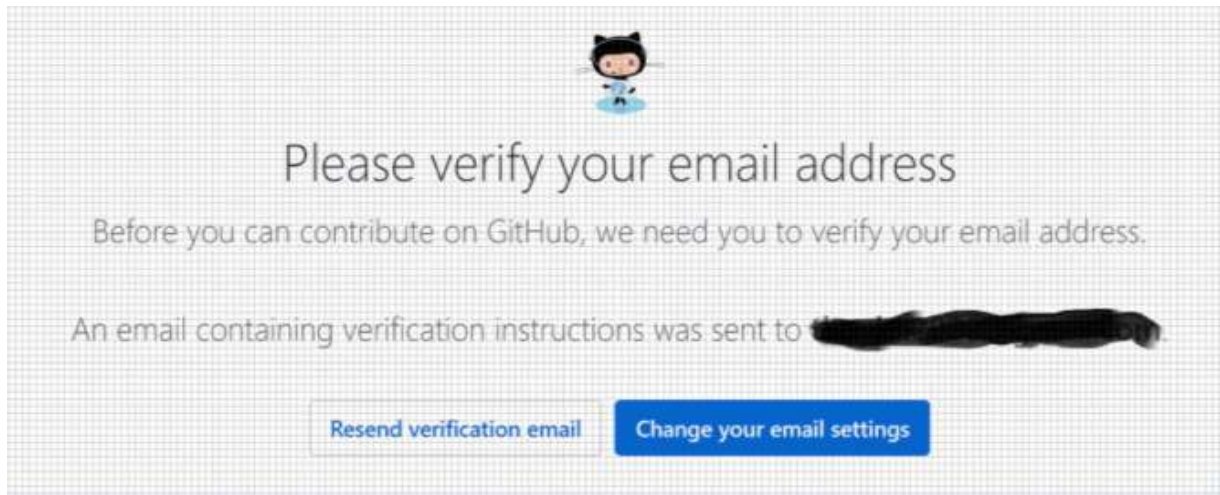 Please verify your email address
Before you can contribute on GitHub, we need you to verify your email address.
An email containing verification instructions was sent to
Resend verification email
Change your email settings